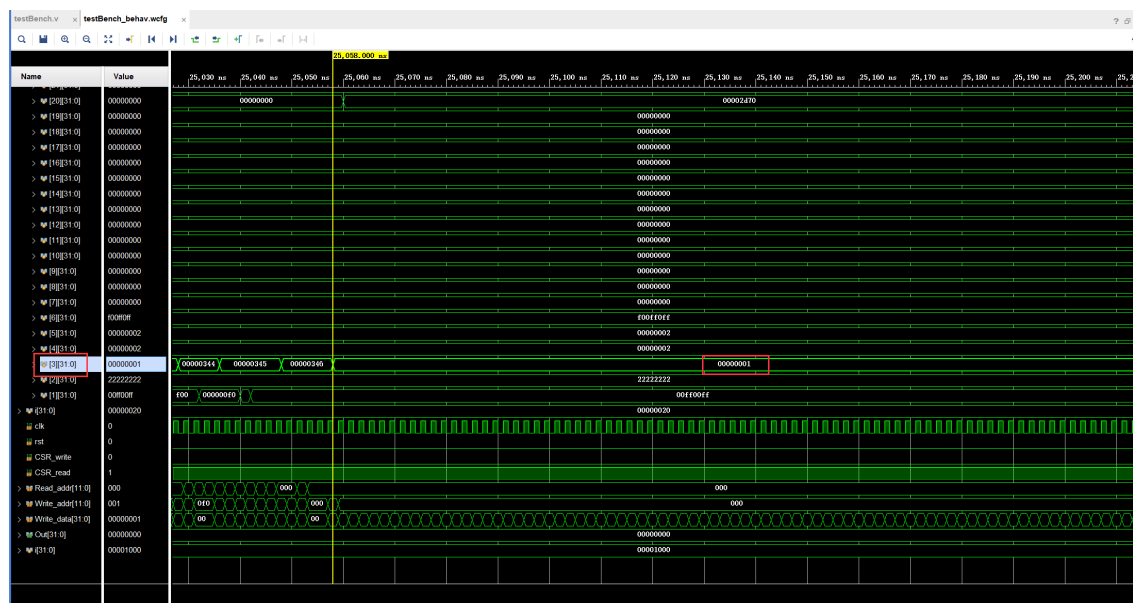 testBench.v × testBench_behav.wcfg ×
?
25,058.000 ns
Name Value 25,030 ns 25,040 ns 25,050 ns 25,060 ns 25,070 ns 25,080 ns 25,090 ns 25,100 ns 25,110 ns 25,120 ns 25,130 ns 25,140 ns 25,150 ns 25,160 ns 25,170 ns 25,180 ns 25,190 ns 25,200 ns
[20][31:0] 00000000 00000000 00002470
[19][31:0] 00000000 00000000
[18][31:0] 00000000 00000000
[17][31:0] 00000000 00000000
[16][31:0] 00000000 00000000
[15][31:0] 00000000 00000000
[14][31:0] 00000000 00000000
[13][31:0] 00000000 00000000
[12][31:0] 00000000 00000000
[11][31:0] 00000000 00000000
[10][31:0] 00000000 00000000
[9][31:0] 00000000 00000000
[8][31:0] 00000000 00000000
[7][31:0] 00000000 00000000
[6][31:0] f00ff0ff f00ff0ff
[5][31:0] 00000002 00000002
[4][31:0] 00000002 00000002
[3][31:0] 00000001 00000344 00000345 00000346 00000001
[2][31:0] 22222222 22222222
[1][31:0] 00ff00ff f00 000000f0 00ff00ff
i[31:0] 00000020 00000020
clk 0
rst 0
CSR_write 0
CSR_read 1
Read_addr[11:0] 000 000 000
Write_addr[11:0] 001 0f0 000 000
Write_data[31:0] 00000001 00 00
Out[31:0] 00000000 00000000
i[31:0] 00001000 00001000